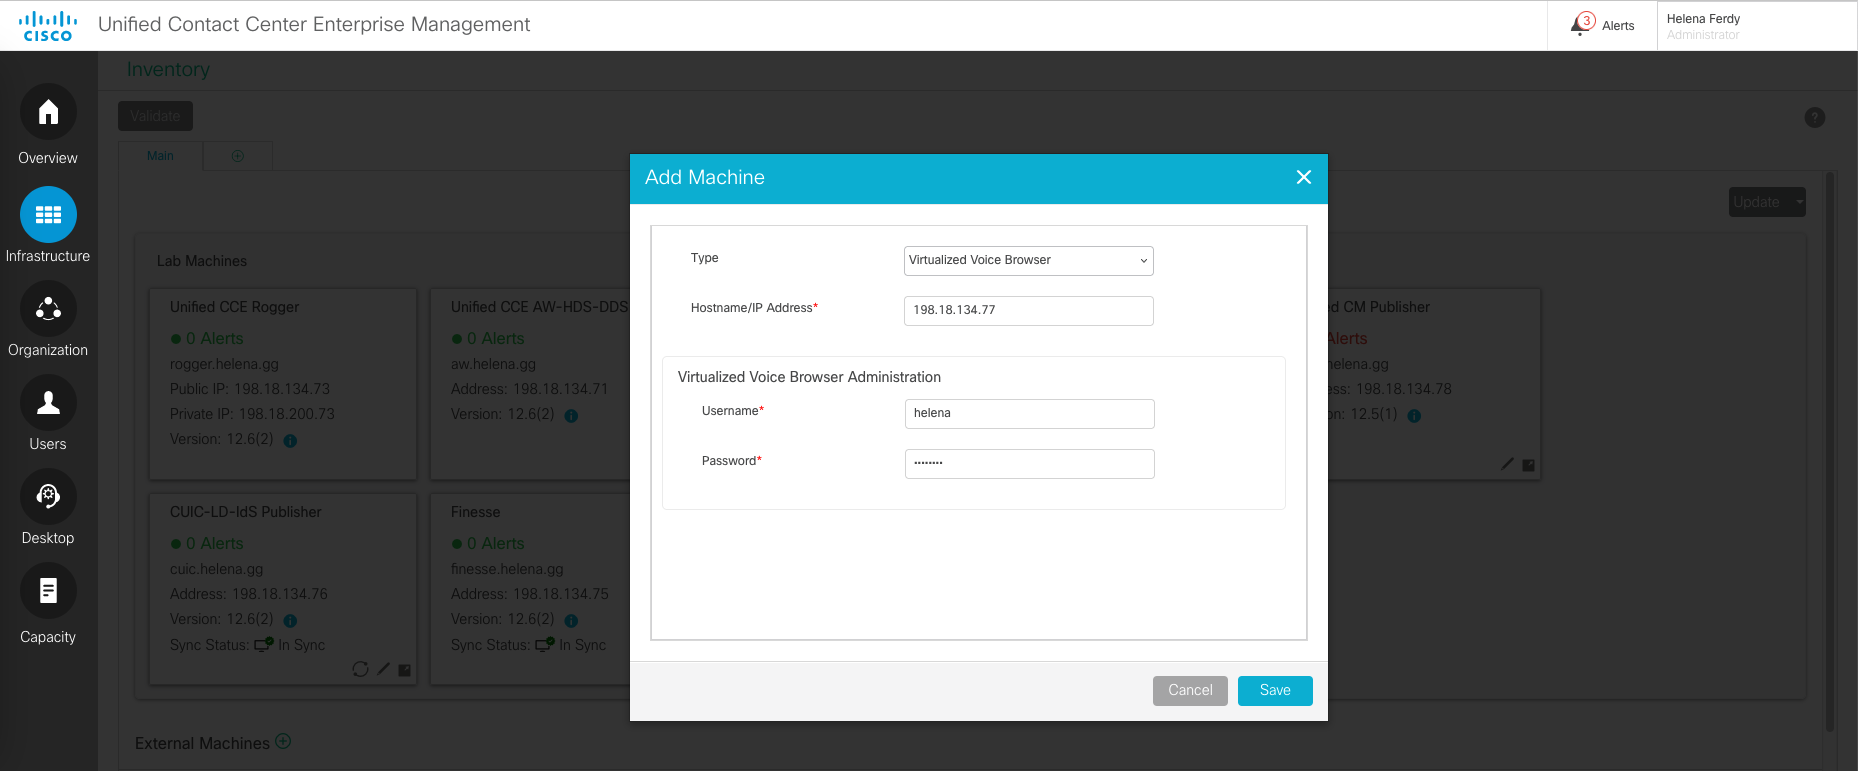 CISCO
Unified Contact Center Enterprise Management
3
Alerts
Helena Ferdy
Administrator
Inventory
Validate
?
Overview
Infrastructure
Organization
Users
Desktop
Capacity
Main
Update
Lab Machines
Unified CCE Rogger
0 Alerts
rogger.helena.gg
Public IP: 198.18.134.73
Private IP: 198.18.200.73
Version: 12.6(2)
Unified CCE AW-HDS-DDS
0 Alerts
aw.helena.gg
Address: 198.18.134.71
Version: 12.6(2)
d CM Publisher
Alerts
helena.gg
ess: 198.18.134.78
on: 12.5(1)
CUIC-LD-IdS Publisher
0 Alerts
cuic.helena.gg
Address: 198.18.134.76
Version: 12.6(2)
Sync Status: In Sync
Finesse
0 Alerts
finesse.helena.gg
Address: 198.18.134.75
Version: 12.6(2)
Sync Status: In Sync
External Machines
Add Machine
Type
Virtualized Voice Browser
Hostname/IP Address*
198.18.134.77
Virtualized Voice Browser Administration
Username*
helena
Password*
••••••••
Cancel
Save